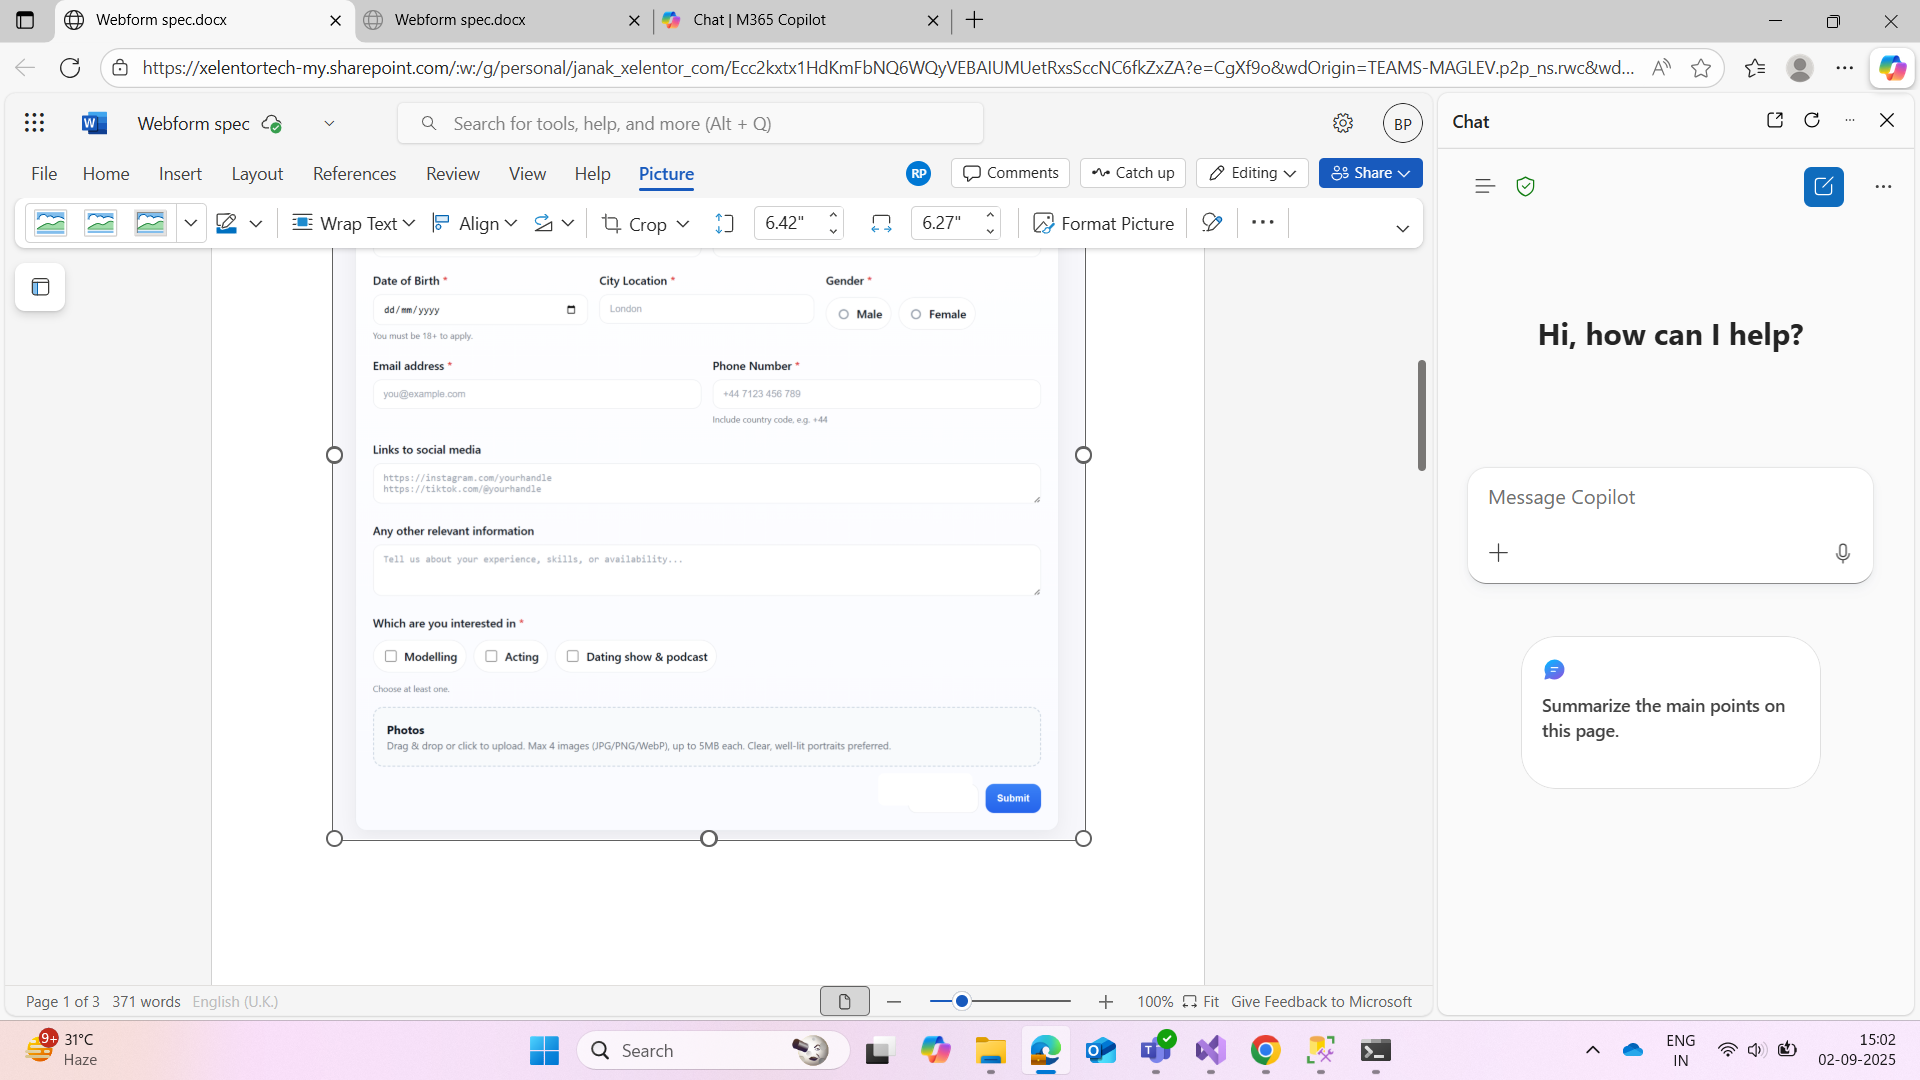 Webform spec.docx
Webform spec.docx
Chat | M365 Copilot
https://xelentortech-my.sharepoint.com/:w:/g/personal/janak_xelentor_com/Ecc2kxtx1HdKmFbNQ6WQyVEBAIUMUetRxsSccNC6fkZxZA?e=CgXf9o&wdOrigin=TEAMS-MAGLEV.p2p_ns.rwc&wd...
Webform spec
Search for tools, help, and more (Alt + Q)
BP
File Home Insert Layout References Review View Help Picture
RP Comments Catch up Editing Share
Wrap Text Align Crop 6.42" 6.27" Format Picture
Date of Birth * City Location * Gender *
dd/mm/yyyy London Male Female
You must be 18+ to apply.
Email address * Phone Number *
you@example.com +44 7123 456 789
Include country code, e.g. +44
Links to social media
https://instagram.com/yourhandle
https://tiktok.com/@yourhandle
Any other relevant information
Tell us about your experience, skills, or availability...
Which are you interested in *
Modelling Acting Dating show & podcast
Choose at least one.
Photos
Drag & drop or click to upload. Max 4 images (JPG/PNG/WebP), up to 5MB each. Clear, well-lit portraits preferred.
Submit
Page 1 of 3 371 words English (U.K.) 100% Fit Give Feedback to Microsoft
Chat
Hi, how can I help?
Message Copilot
Summarize the main points on
this page.
9+ 31°C
Haze
Search
ENG
IN
15:02
02-09-2025